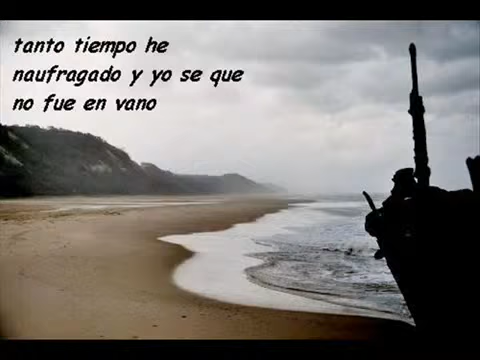 tanto tiempo he
naufragado y yo se que
no fue en vano